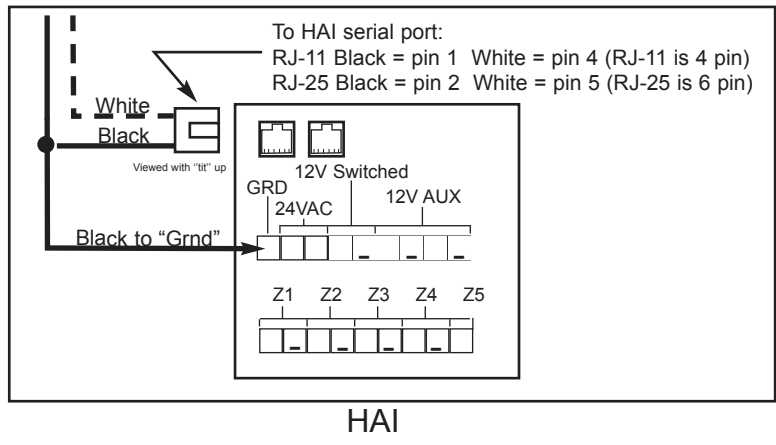 To HAI serial port:
RJ-11 Black = pin 1 White = pin 4 (RJ-11 is 4 pin)
RJ-25 Black = pin 2 White = pin 5 (RJ-25 is 6 pin)
White
Black
Viewed with “tit” up
12V Switched
GRD
24VAC
12V AUX
Black to “Grnd”
Z1 Z2 Z3 Z4 Z5
HAI